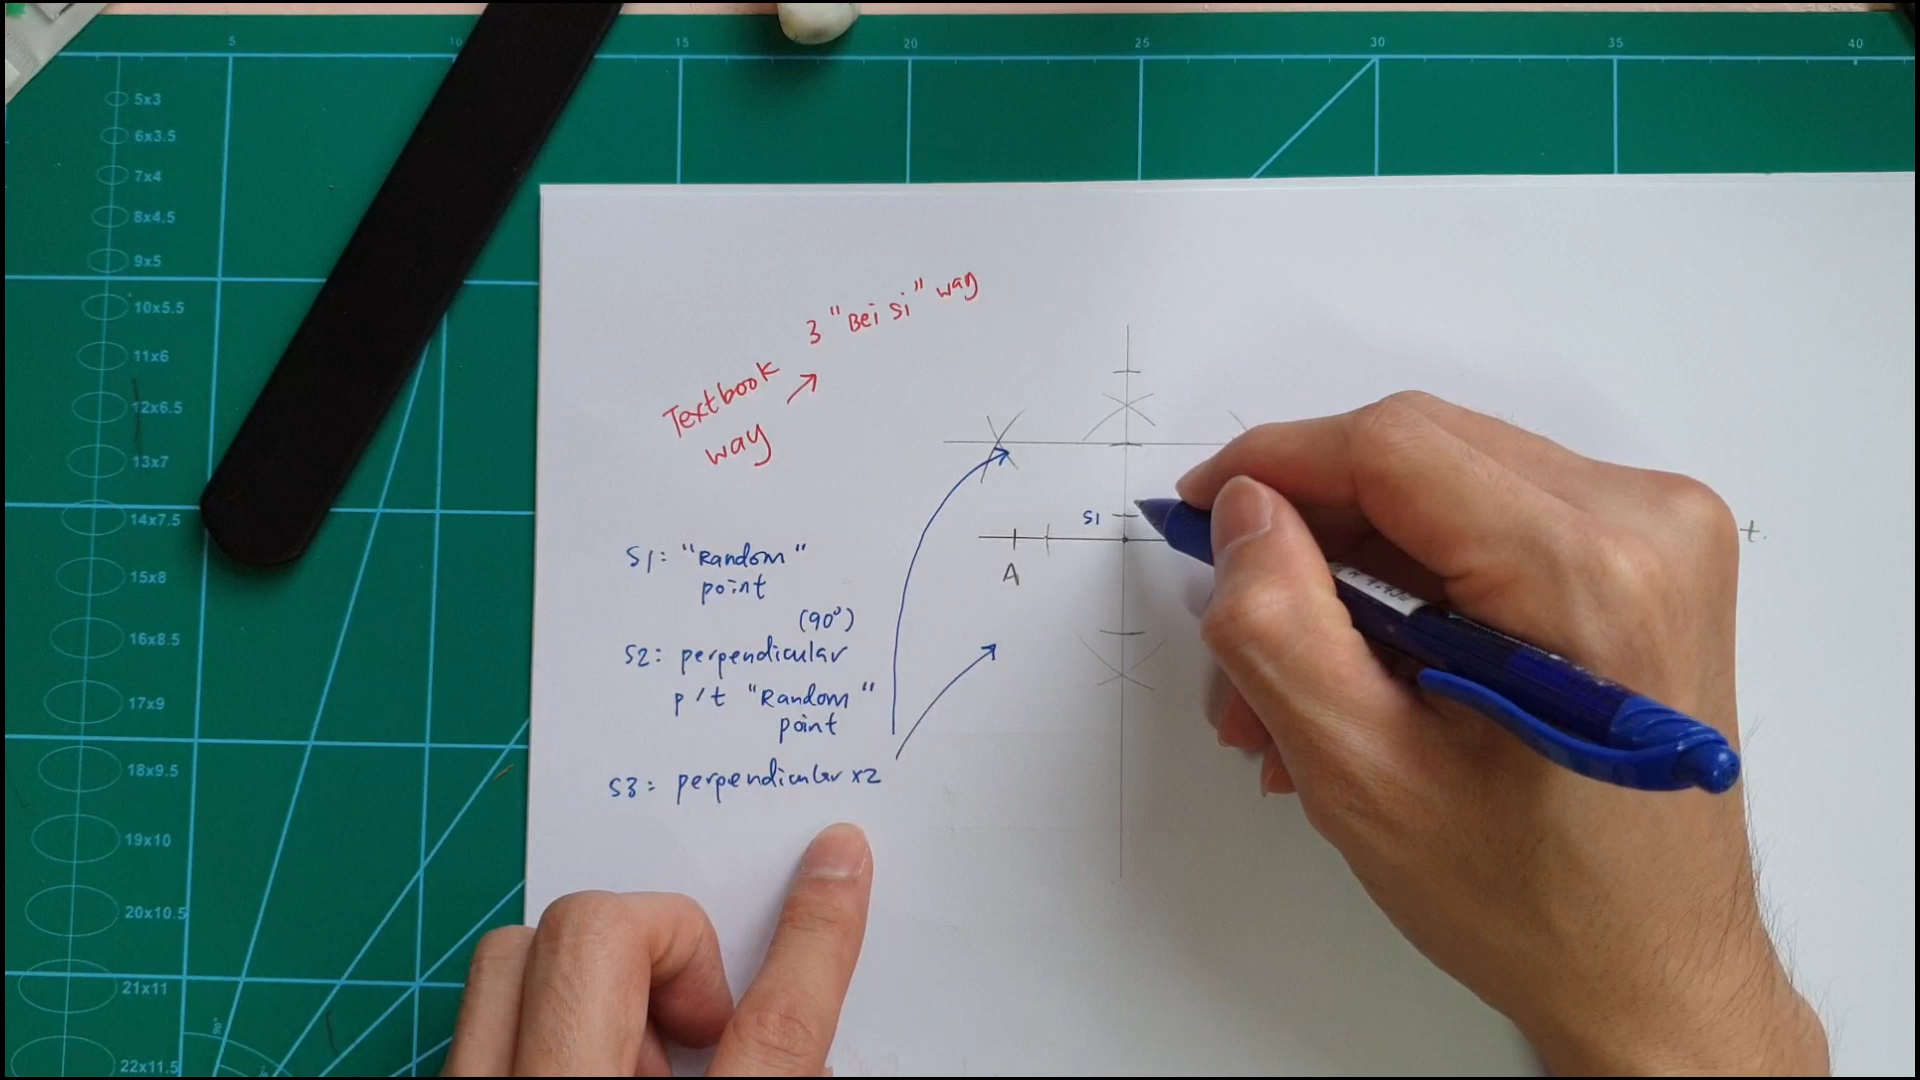 5 10 15 20 25 30 35 40
5x3
6x3.5
7x4
8x4.5
9x5
10x5.5
11x6
12x6.5
13x7
14x7.5
15x8
16x8.5
17x9
18x9.5
19x10
20x10.5
21x11
22x11.5
90°
3 "Bei Si" way
Textbook →
way
S1: "Random"
point
(90°)
S2: perpendicular
p/t "Random"
point
S3: perpendicular x2
S1
A
t.